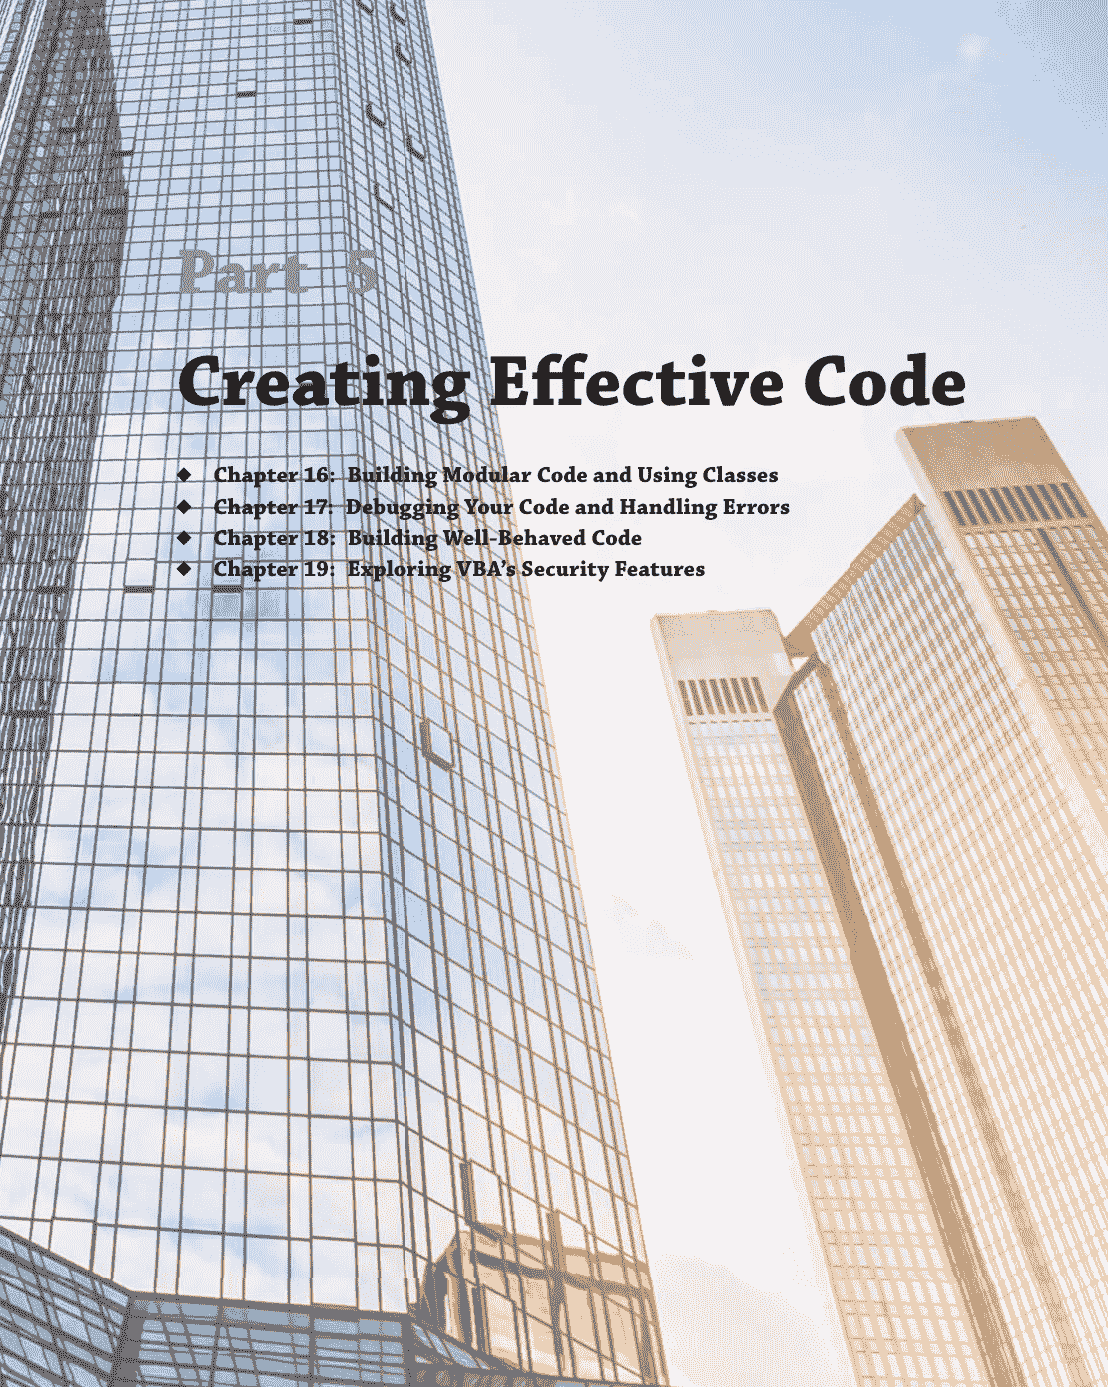 Part 5
Creating Effective Code
◆ Chapter 16: Building Modular Code and Using Classes
◆ Chapter 17: Debugging Your Code and Handling Errors
◆ Chapter 18: Building Well-Behaved Code
◆ Chapter 19: Exploring VBA’s Security Features